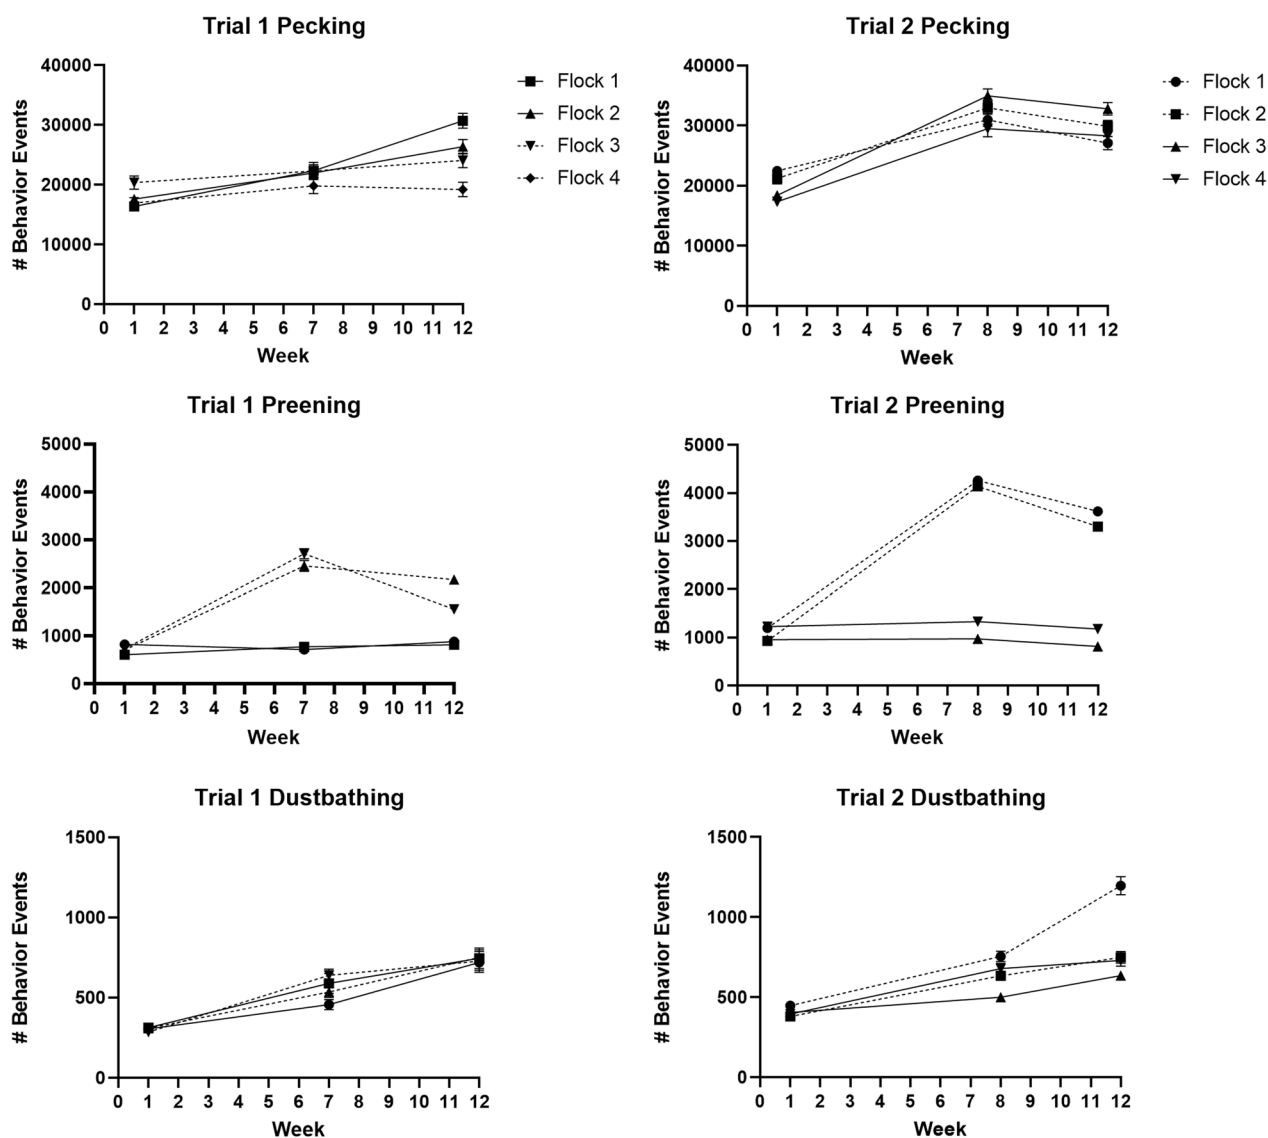 Trial 1 Pecking
# Behavior Events
40000
30000
20000
10000
0
0 1 2 3 4 5 6 7 8 9 10 11 12
Week
Flock 1
Flock 2
Flock 3
Flock 4
Trial 2 Pecking
# Behavior Events
40000
30000
20000
10000
0
0 1 2 3 4 5 6 7 8 9 10 11 12
Week
Flock 1
Flock 2
Flock 3
Flock 4
Trial 1 Preening
# Behavior Events
5000
4000
3000
2000
1000
0
0 1 2 3 4 5 6 7 8 9 10 11 12
Week
Trial 2 Preening
# Behavior Events
5000
4000
3000
2000
1000
0
0 1 2 3 4 5 6 7 8 9 10 11 12
Week
Trial 1 Dustbathing
# Behavior Events
1500
1000
500
0
0 1 2 3 4 5 6 7 8 9 10 11 12
Week
Trial 2 Dustbathing
# Behavior Events
1500
1000
500
0
0 1 2 3 4 5 6 7 8 9 10 11 12
Week